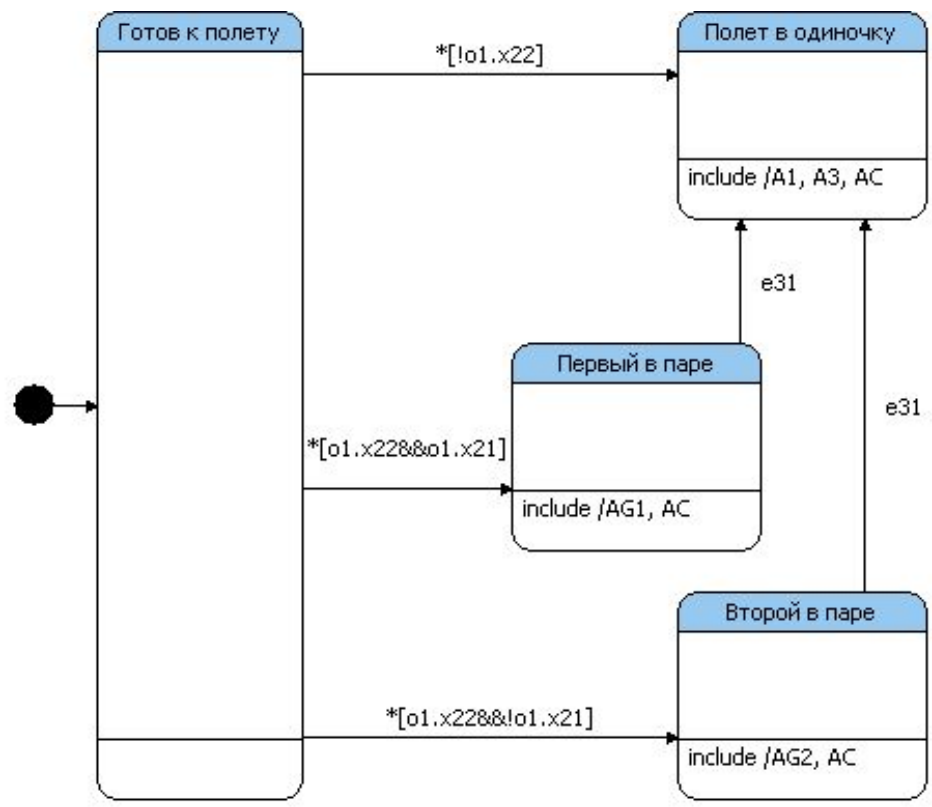 Готов к полету
Полет в одиночку
*[!o1.x22]
include /A1, A3, AC
e31
Первый в паре
e31
*[o1.x22&&o1.x21]
include /AG1, AC
Второй в паре
*[o1.x22&&!o1.x21]
include /AG2, AC